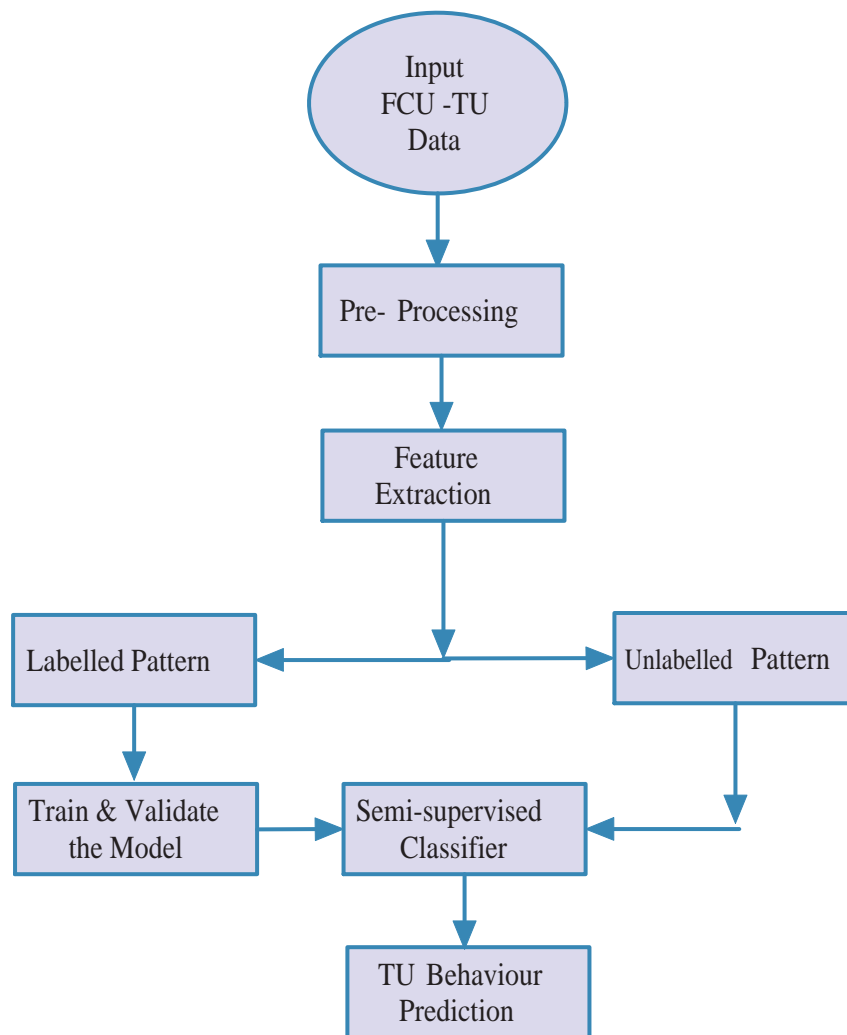 Input
FCU -TU
Data
Pre- Processing
Feature
Extraction
Labelled Pattern
Unlabelled Pattern
Train & Validate
the Model
Semi-supervised
Classifier
TU Behaviour
Prediction